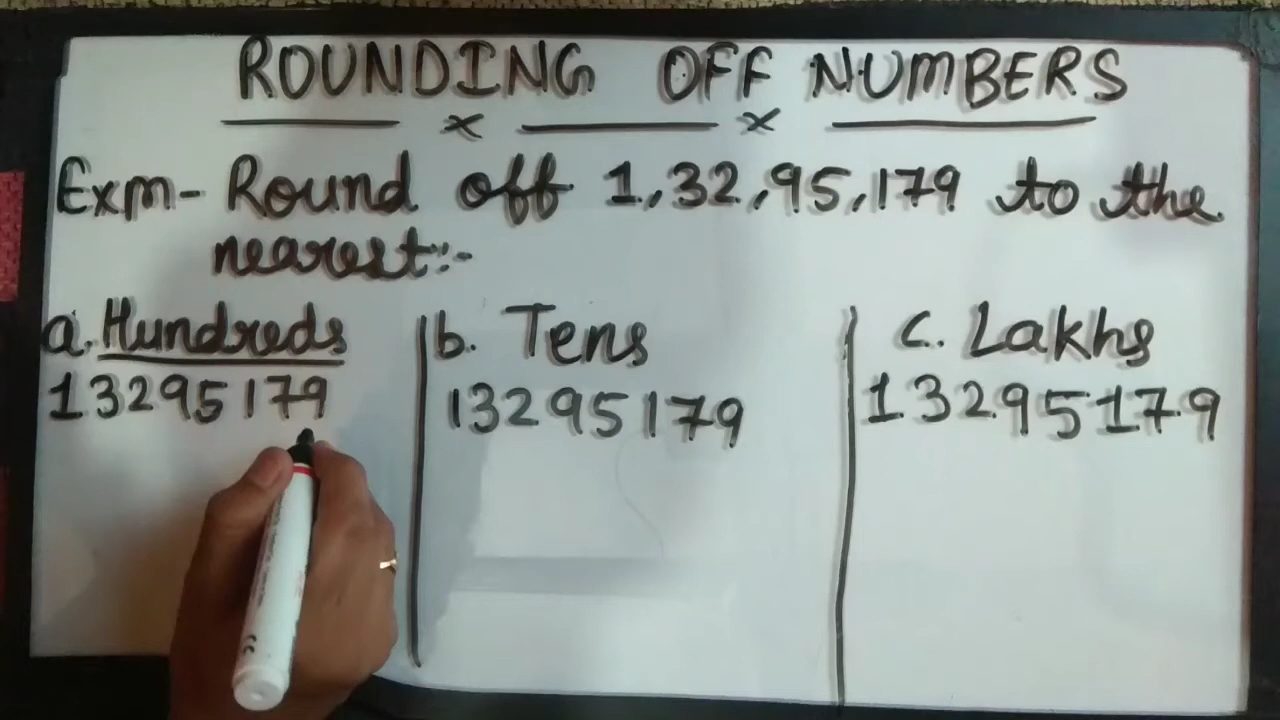 ROUNDING OFF NUMBERS
Exm- Round off 1,32,95,179 to the
nearest:-
a. Hundreds
13295179
b. Tens
13295179
c. Lakhs
13295179